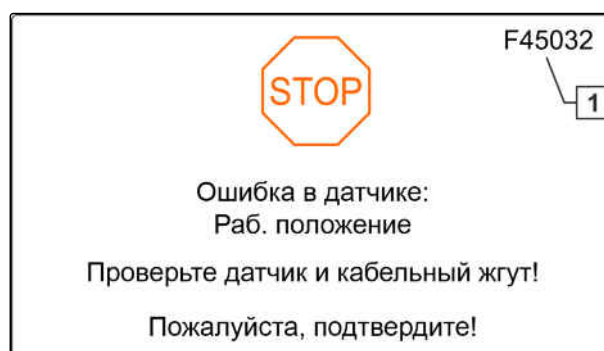 F45032
STOP
1
Ошибка в датчике:
Раб. положение
Проверьте датчик и кабельный жгут!
Пожалуйста, подтвердите!